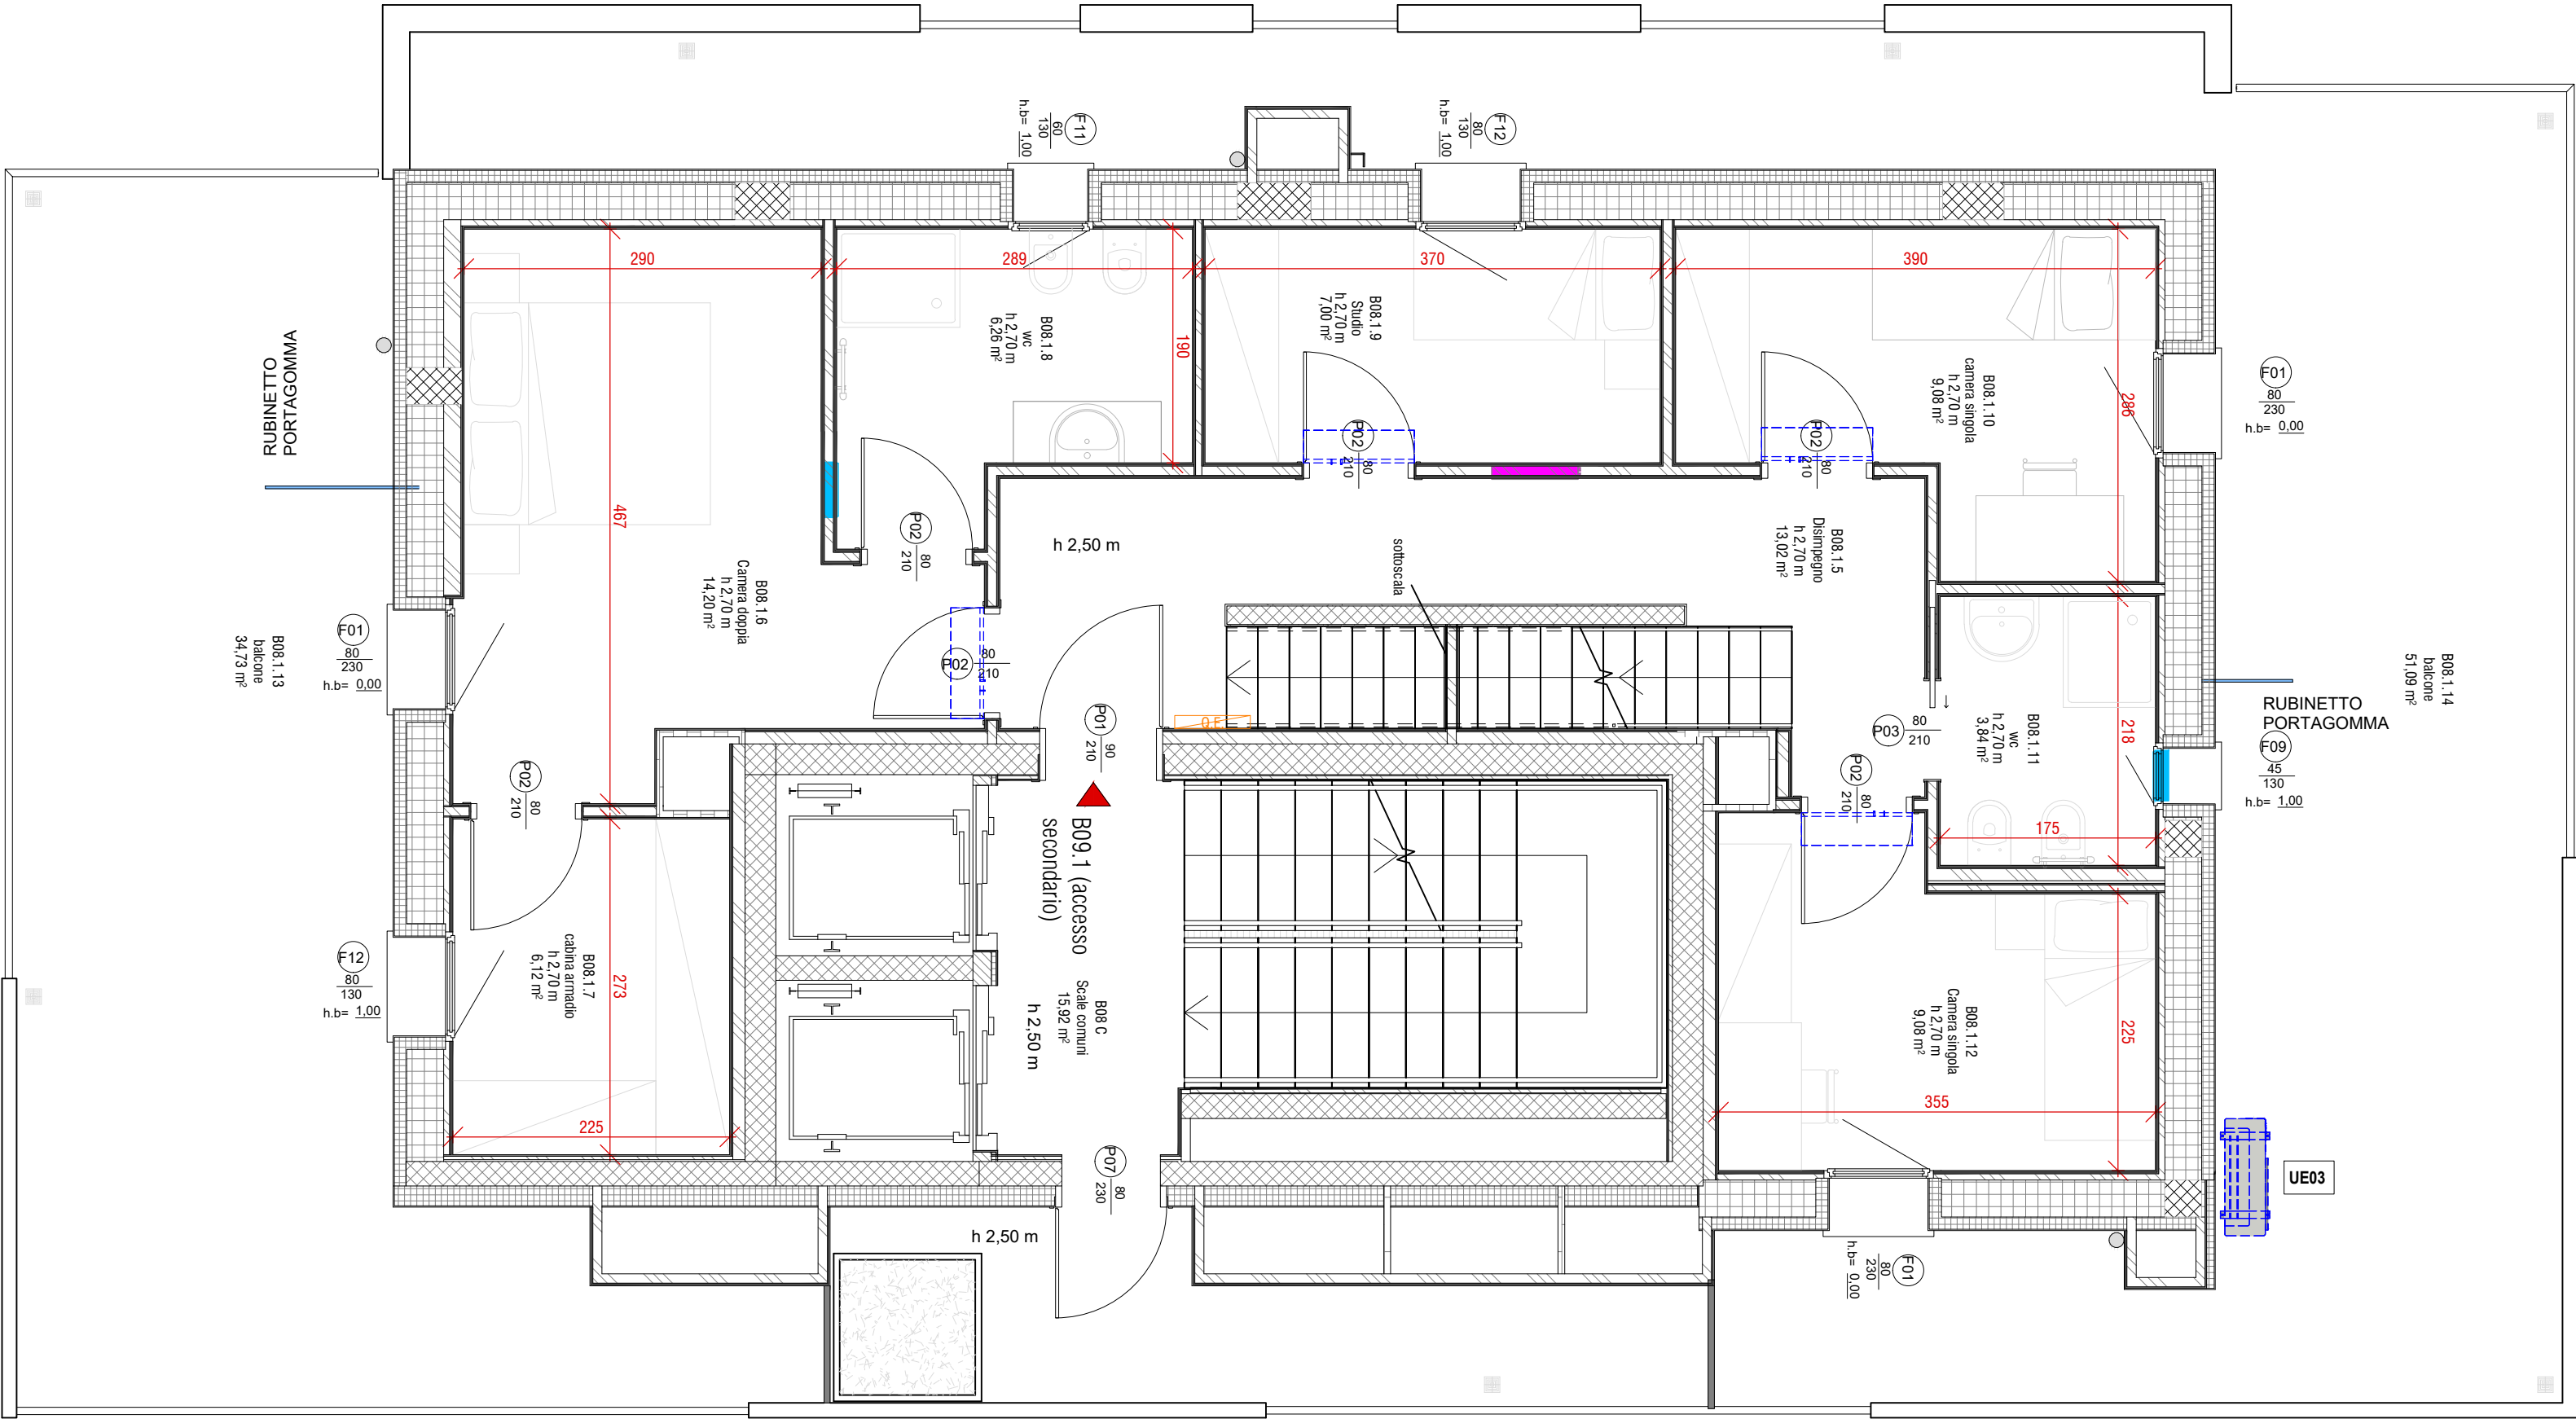 F11
60
130
h.b= 1,00
F12
80
130
h.b= 1,00
290
289
370
390
190
286
B08.1.8
wc
h 2,70 m
6,26 m²
B08.1.9
Studio
h 2,70 m
7,00 m²
B08.1.10
camera singola
h 2,70 m
9,08 m²
F01
80
230
h.b= 0,00
RUBINETTO
PORTAGOMMA
P02
80
210
P02
80
210
467
P02
80
210
h 2,50 m
sottoscala
B08.1.5
Disimpegno
h 2,70 m
13,02 m²
B08.1.6
Camera doppia
h 2,70 m
14,20 m²
F01
80
230
h.b= 0,00
B08.1.13
balcone
34,73 m²
P02
80
210
P01
90
210
P03
80
210
B08.1.11
wc
h 2,70 m
3,84 m²
218
B08.1.14
balcone
51,09 m²
RUBINETTO
PORTAGOMMA
F09
45
130
h.b= 1,00
P02
80
210
P02
80
210
175
B09.1 (accesso
secondario)
F12
80
130
h.b= 1,00
B08.1.7
cabina armadio
h 2,70 m
6,12 m²
273
225
B08 C
Scale comuni
15,92 m²
h 2,50 m
B08.1.12
Camera singola
h 2,70 m
9,08 m²
225
355
P07
80
230
h 2,50 m
UE03
F01
80
230
h.b= 0,00